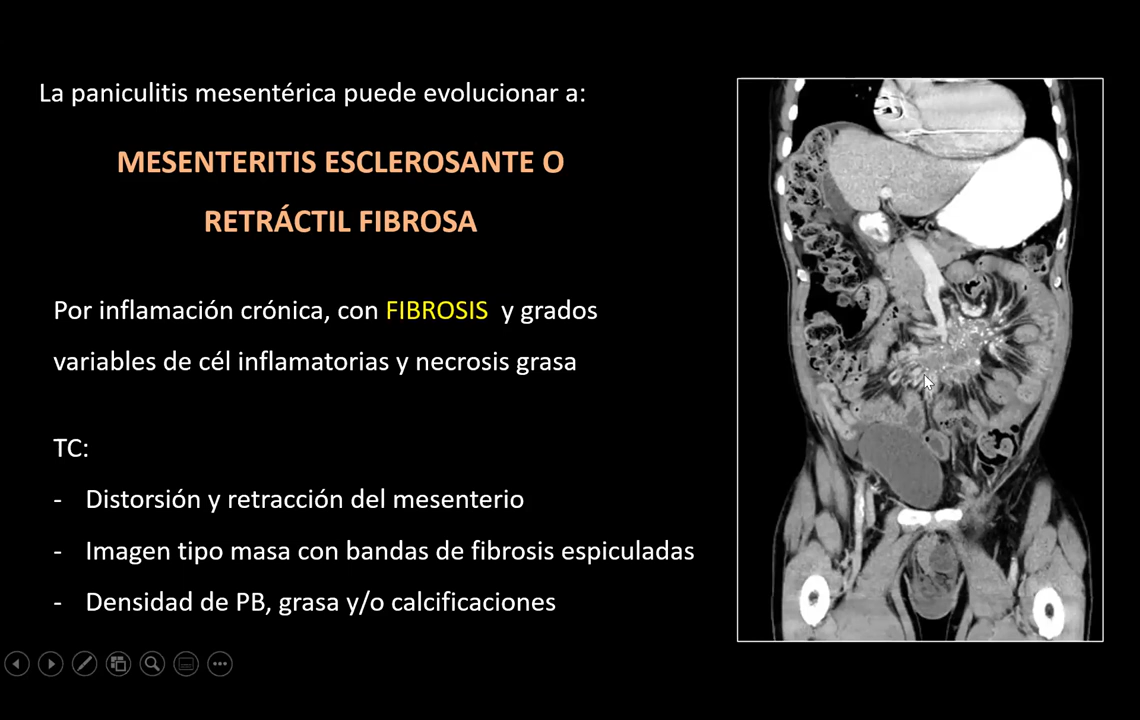 La paniculitis mesentérica puede evolucionar a:
MESENTERITIS ESCLEROSANTE O
RETRÁCTIL FIBROSA
Por inflamación crónica, con FIBROSIS y grados
variables de cél inflamatorias y necrosis grasa
TC:
- Distorsión y retracción del mesenterio
- Imagen tipo masa con bandas de fibrosis espiculadas
- Densidad de PB, grasa y/o calcificaciones